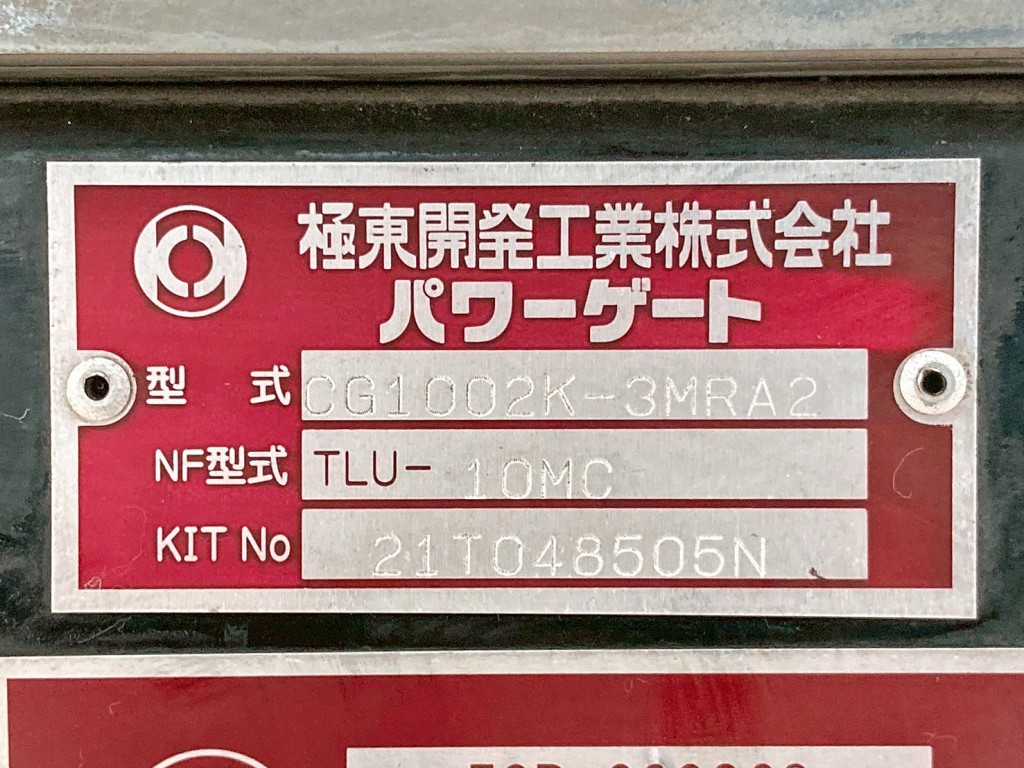 極東開発工業株式会社
パワーゲート
型 式 CG1002K-3MRA2
NF型式 TLU- 10MC
KIT No 21T048505N